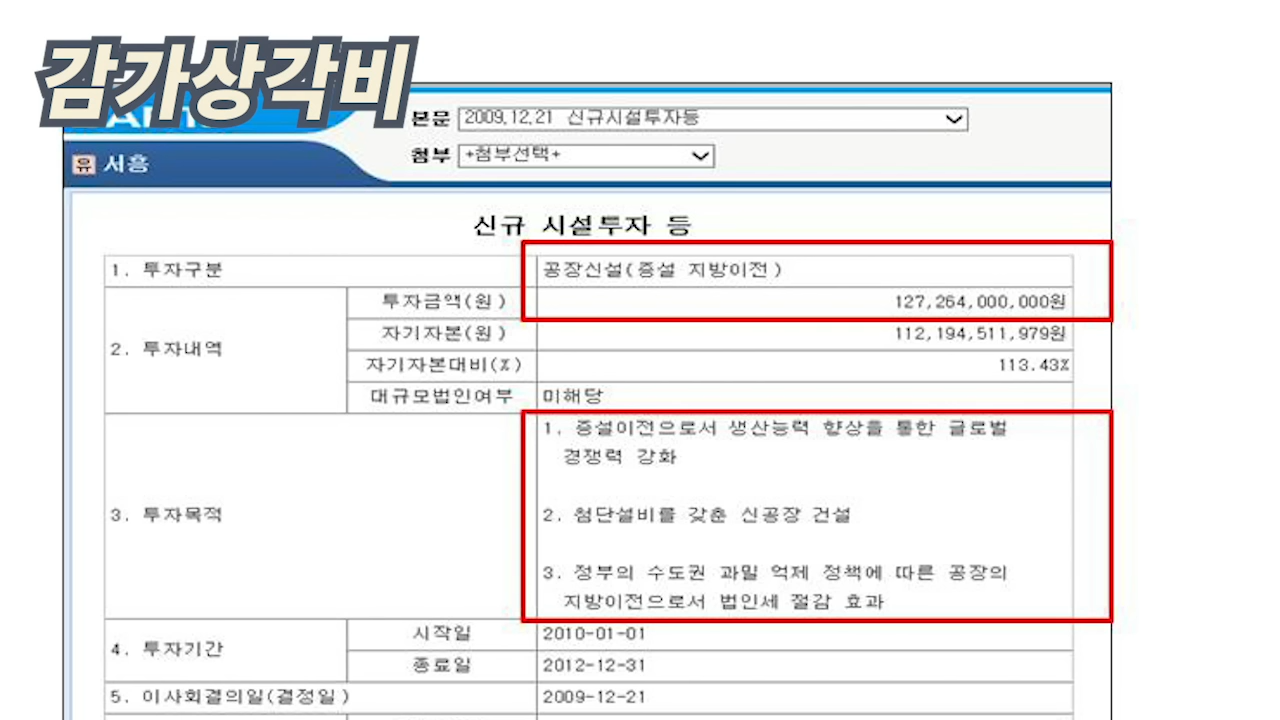 감가상각비
본문 2009.12.21 신규시설투자등
첨부 +첨부선택+
유 서흥
신규 시설투자 등
1. 투자구분 공장신설(증설 지방이전)
2. 투자내역 투자금액(원) 127,264,000,000원
자기자본(원) 112,194,511,979원
자기자본대비(%) 113.43%
대규모법인여부 미해당
3. 투자목적 1. 증설이전으로서 생산능력 향상을 통한 글로벌
경쟁력 강화
2. 첨단설비를 갖춘 신공장 건설
3. 정부의 수도권 과밀 억제 정책에 따른 공장의
지방이전으로서 법인세 절감 효과
4. 투자기간 시작일 2010-01-01
종료일 2012-12-31
5. 이사회결의일(결정일) 2009-12-21